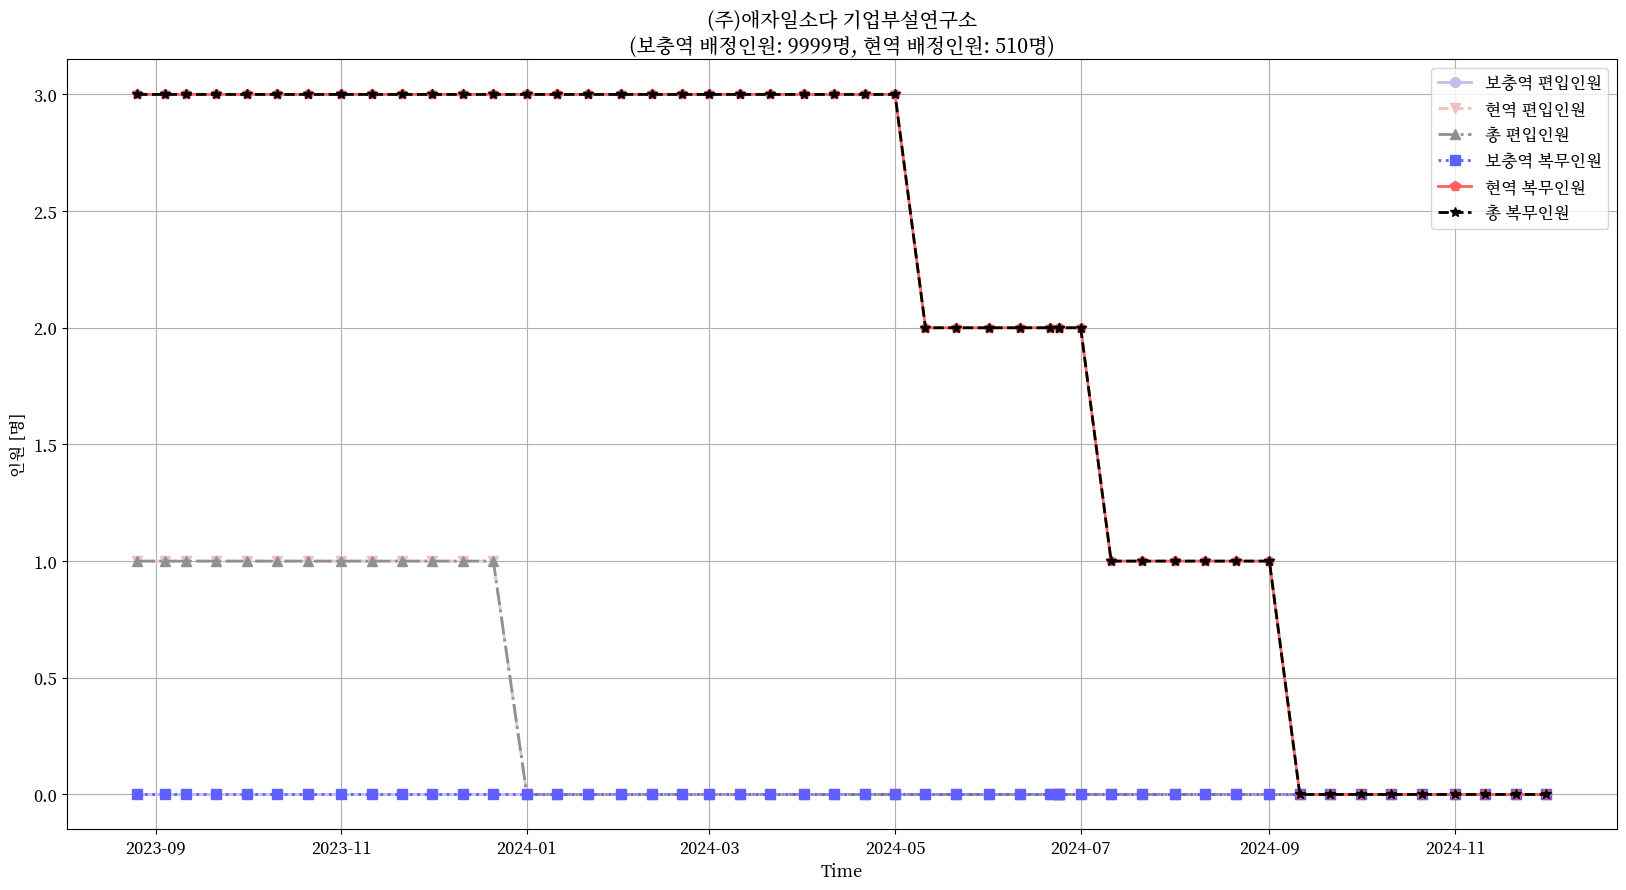 (주)애자일소다 기업부설연구소
(보충역 배정인원: 9999명, 현역 배정인원: 510명)
보충역 편입인원
현역 편입인원
총 편입인원
보충역 복무인원
현역 복무인원
총 복무인원
3.0
2.5
2.0
1.5
1.0
0.5
0.0
인원 [명]
2023-09 2023-11 2024-01 2024-03 2024-05 2024-07 2024-09 2024-11
Time